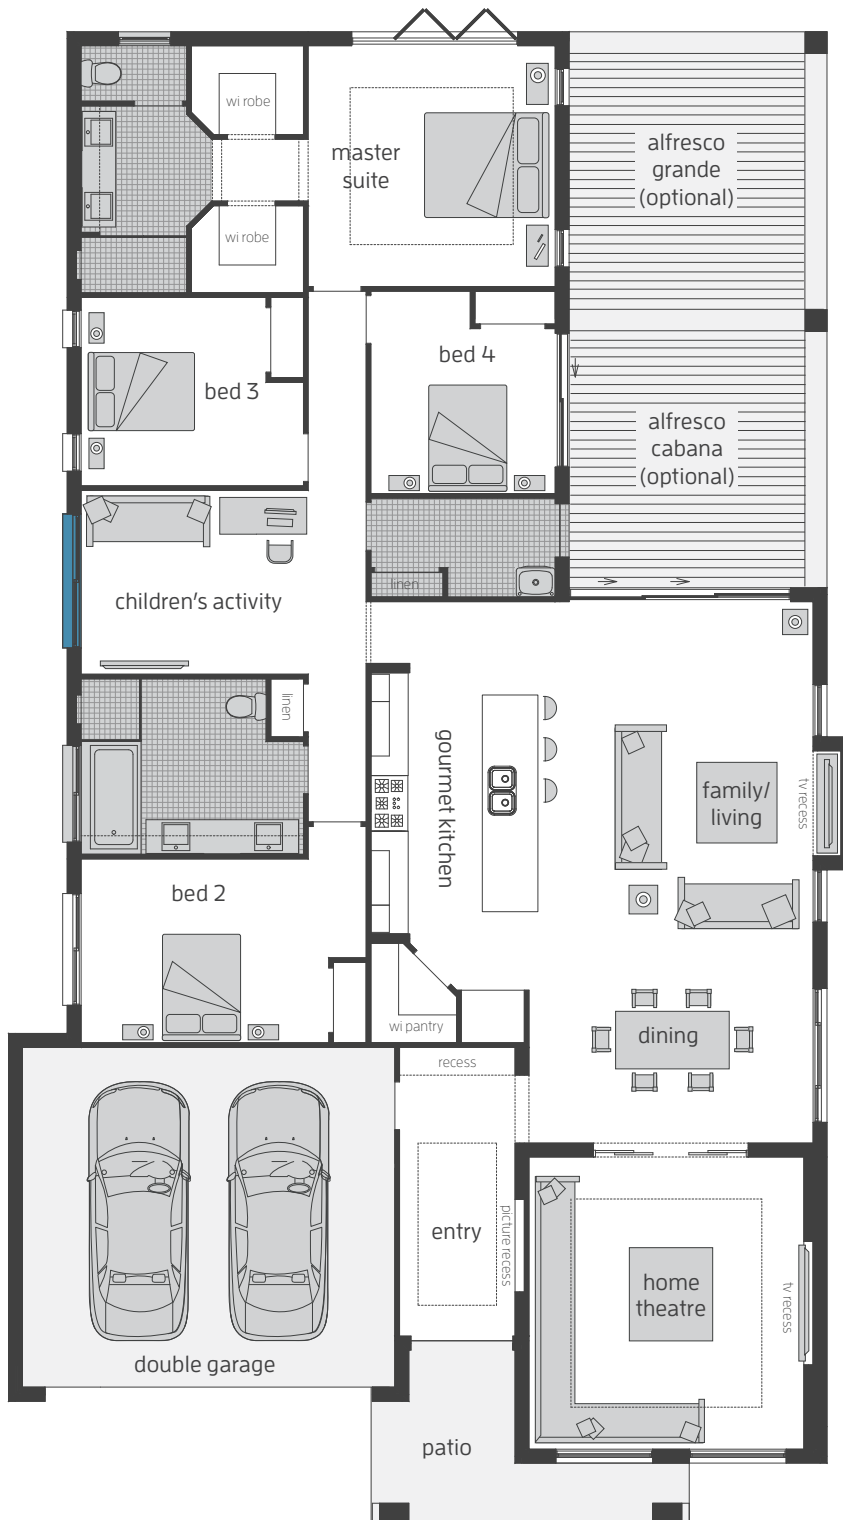 wi robe
master
suite
wi robe
alfresco
grande
(optional)
bed 3
bed 4
alfresco
cabana
(optional)
children's activity
linen
linen
gourmet kitchen
family/
living
tv recess
bed 2
wi pantry
dining
recess
entry
picture recess
home
theatre
tv recess
double garage
patio